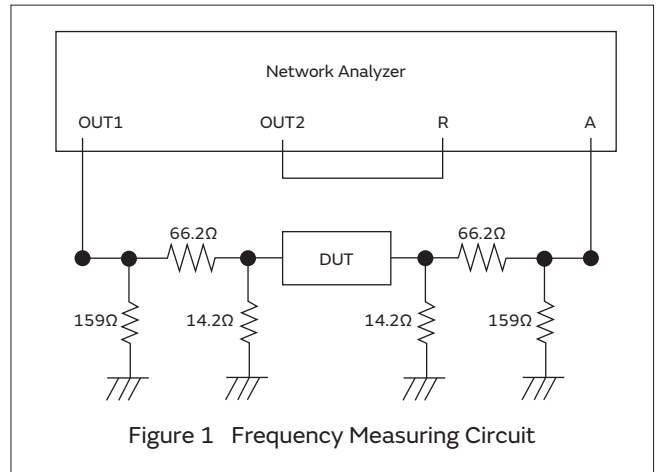 Network Analyzer
OUT1 OUT2 R A
66.2Ω 66.2Ω
DUT
159Ω 14.2Ω 14.2Ω 159Ω
Figure 1 Frequency Measuring Circuit